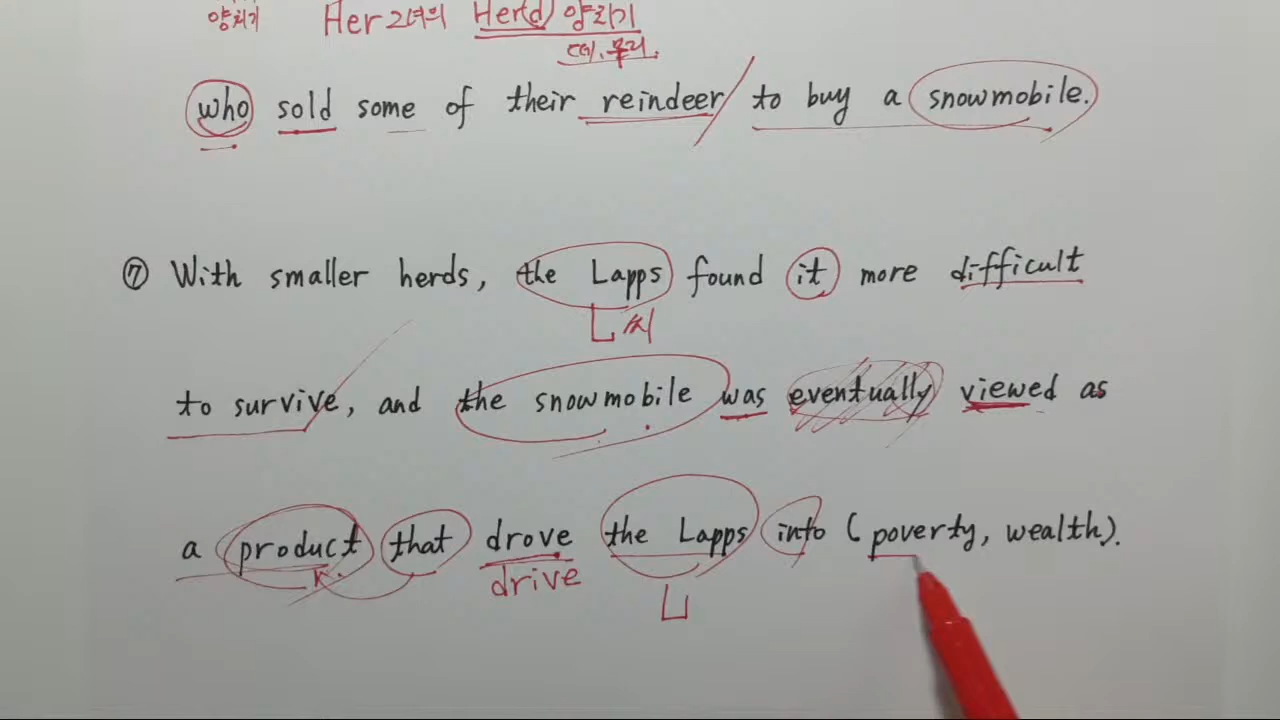 양치기 Her 그녀의 Herd 양치기
떼, 무리.
who sold some of their reindeer / to buy a snowmobile.
⑦ With smaller herds, the Lapps found it more difficult
to survive, and the snowmobile was eventually viewed as
a product that drove the Lapps into (poverty, wealth).
drive